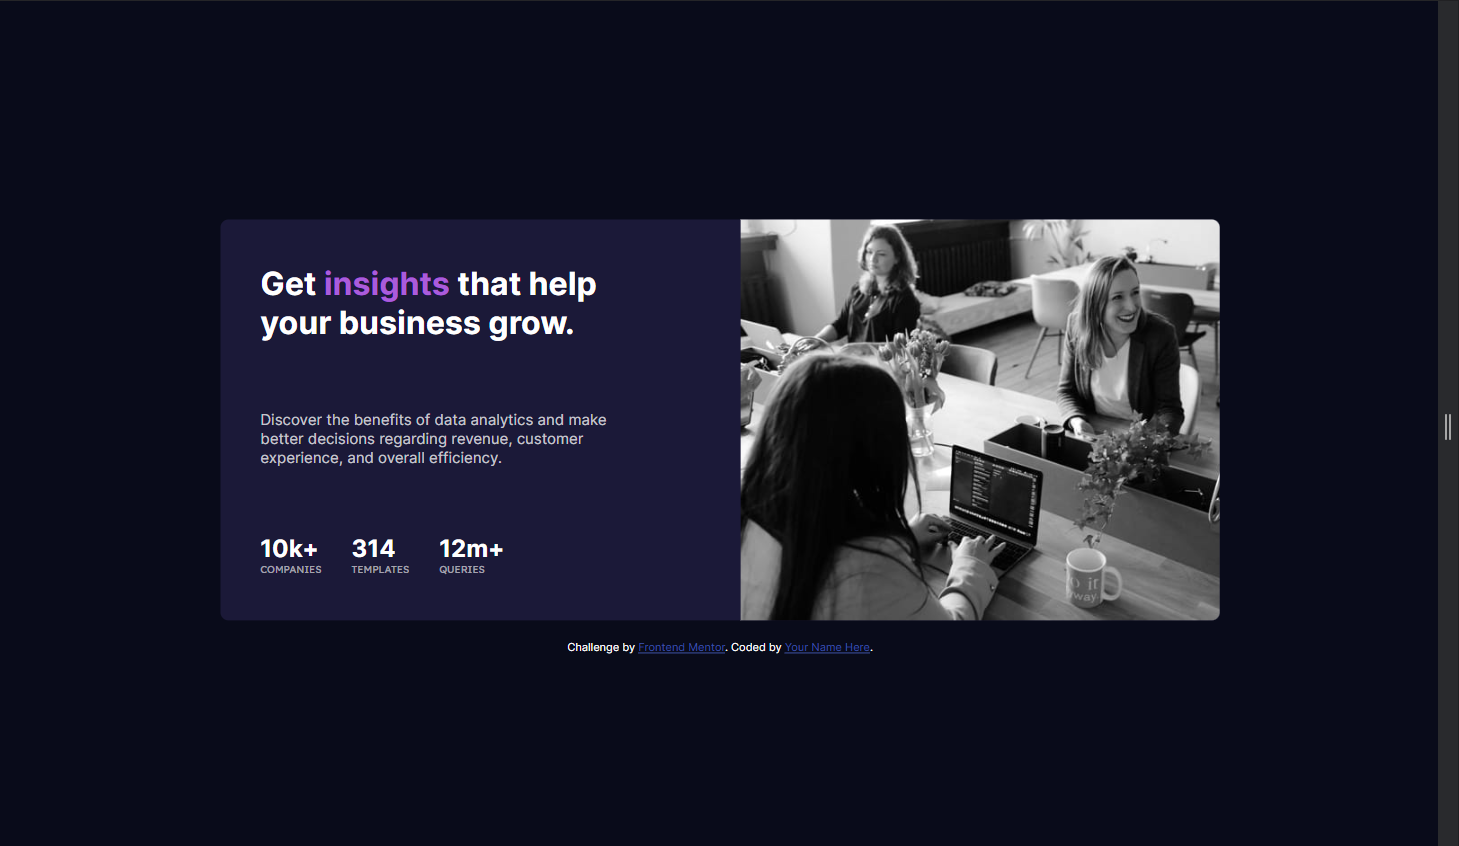 Get insights that help
your business grow.
Discover the benefits of data analytics and make
better decisions regarding revenue, customer
experience, and overall efficiency.
10k+ 314 12m+
COMPANIES TEMPLATES QUERIES
Challenge by Frontend Mentor. Coded by Your Name Here.